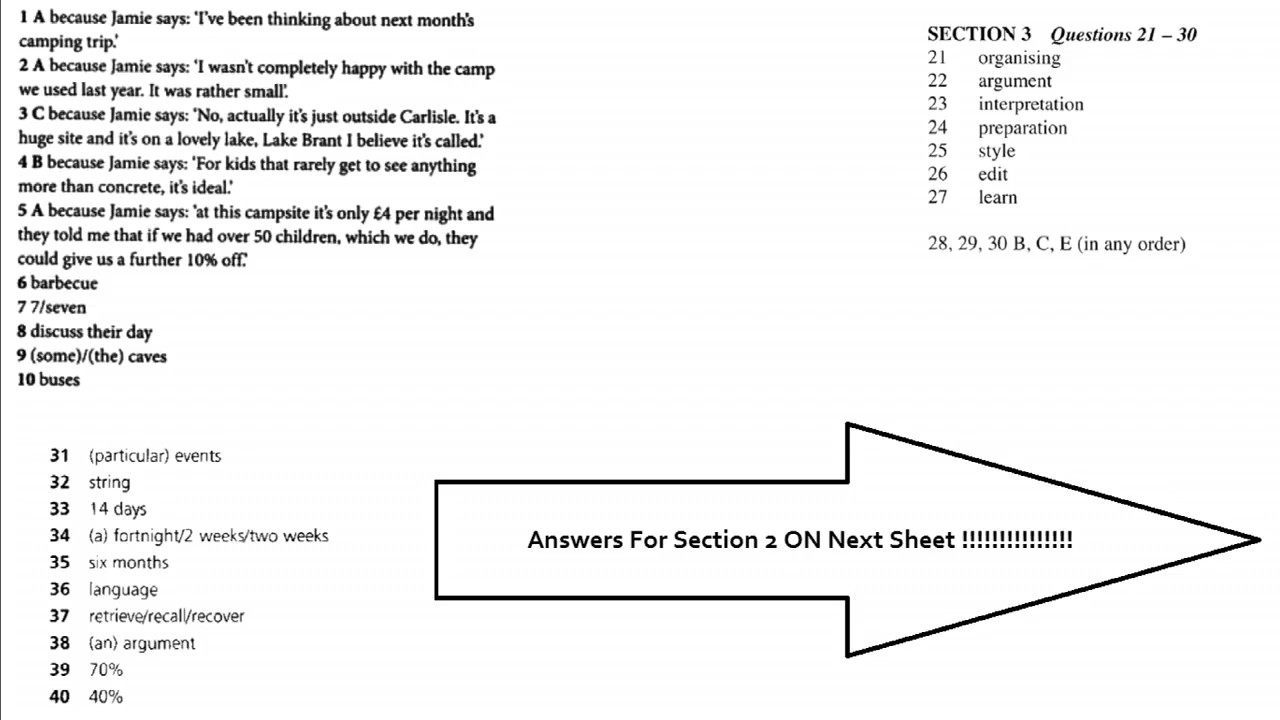 1 A because Jamie says: 'I've been thinking about next month's
camping trip.'
2 A because Jamie says: 'I wasn't completely happy with the camp
we used last year. It was rather small'.
3 C because Jamie says: 'No, actually it's just outside Carlisle. It's a
huge site and it's on a lovely lake, Lake Brant I believe it's called.'
4 B because Jamie says: 'For kids that rarely get to see anything
more than concrete, it's ideal.'
5 A because Jamie says: 'at this campsite it's only £4 per night and
they told me that if we had over 50 children, which we do, they
could give us a further 10% off.'
6 barbecue
7 7/seven
8 discuss their day
9 (some)/(the) caves
10 buses
SECTION 3 Questions 21 – 30
21 organising
22 argument
23 interpretation
24 preparation
25 style
26 edit
27 learn
28, 29, 30 B, C, E (in any order)
31 (particular) events
32 string
33 14 days
34 (a) fortnight/2 weeks/two weeks
35 six months
36 language
37 retrieve/recall/recover
38 (an) argument
39 70%
40 40%
Answers For Section 2 ON Next Sheet !!!!!!!!!!!!!!!